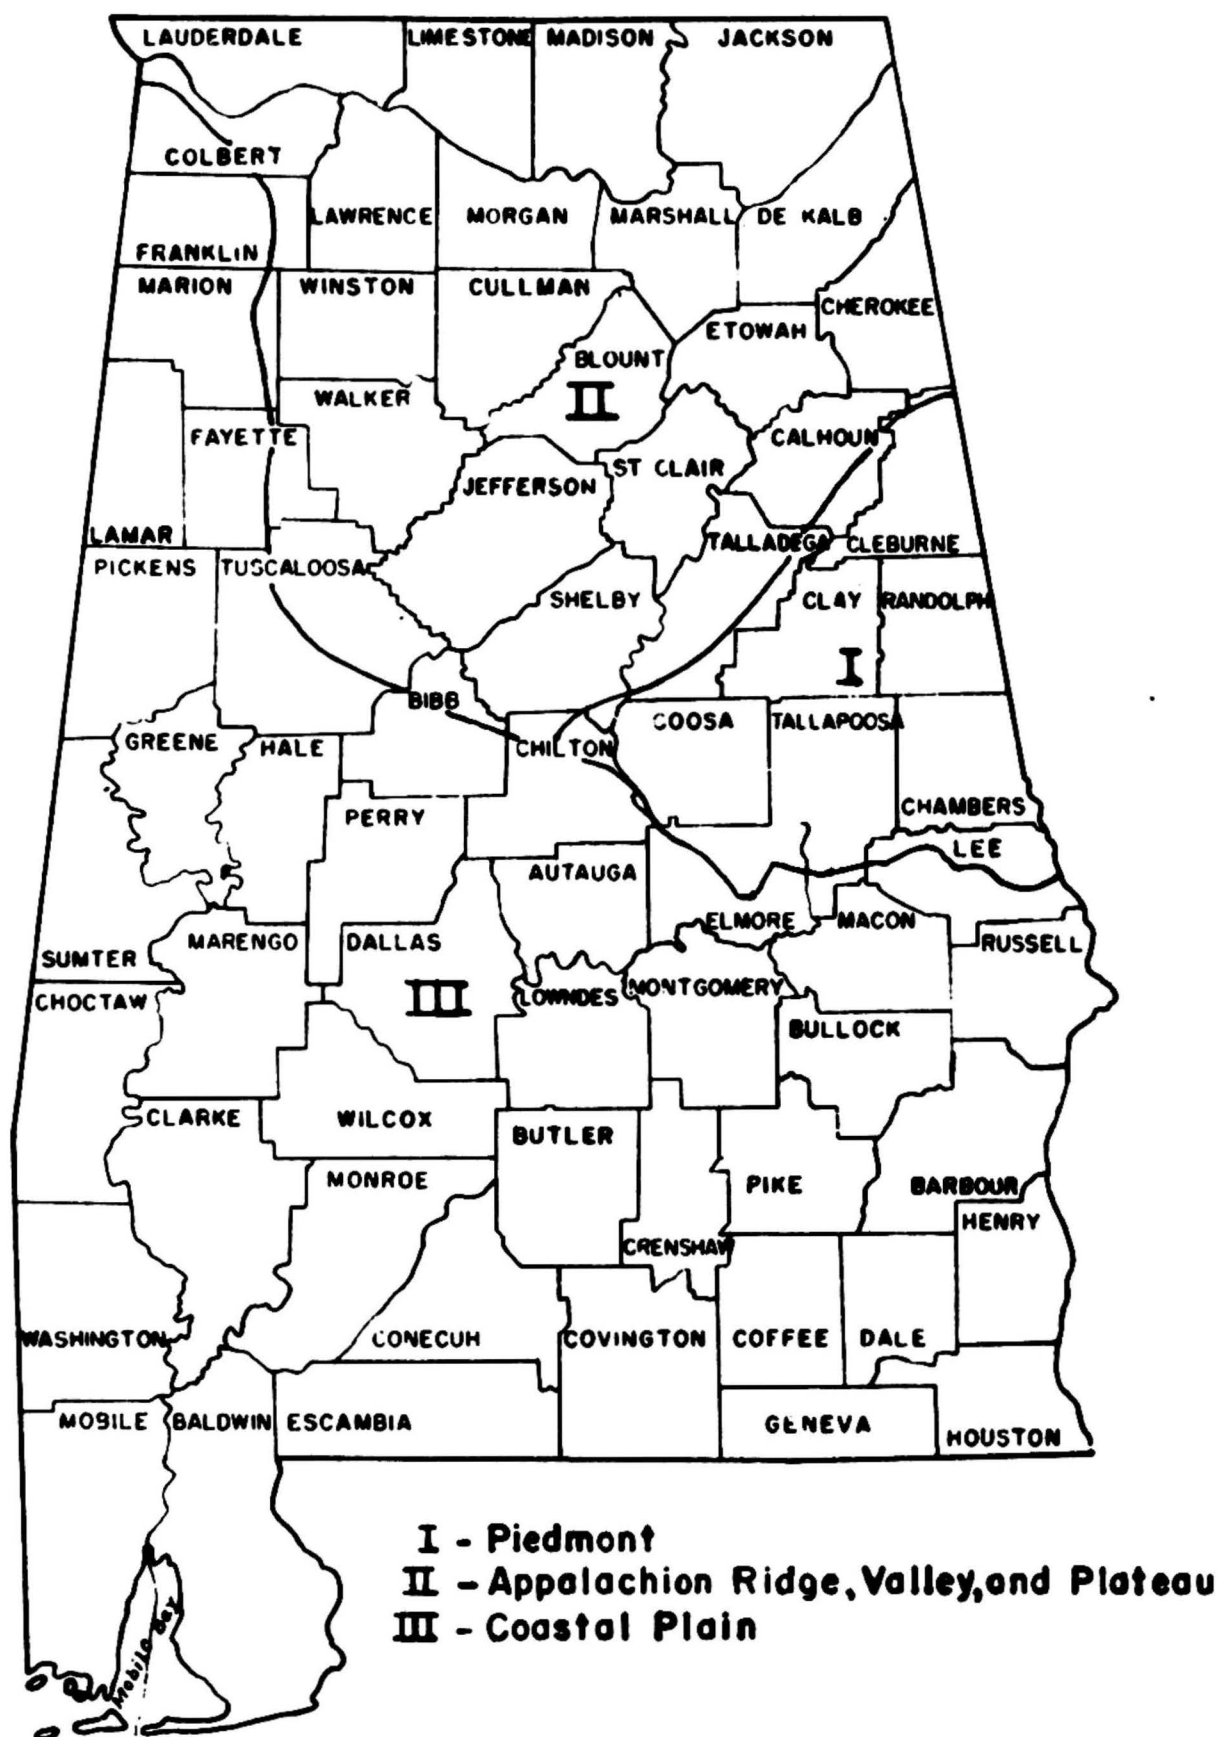 LAUDERDALE
LIMESTONE
MADISON
JACKSON
COLBERT
LAWRENCE
MORGAN
MARSHALL
DE KALB
FRANKLIN
MARION
WINSTON
CULLMAN
CHEROKEE
ETOWAH
BLOUNT
II
WALKER
FAYETTE
CALHOUN
ST CLAIR
JEFFERSON
LAMAR
TALLADEGA
CLEBURNE
PICKENS
TUSCALOOSA
SHELBY
CLAY
RANDOLPH
I
BIBB
COOSA
TALLAPOOSA
GREENE
HALE
CHILTON
PERRY
CHAMBERS
LEE
AUTAUGA
ELMORE
MACON
SUMTER
MARENGO
DALLAS
RUSSELL
CHOCTAW
III
LOWNDES
MONTGOMERY
BULLOCK
CLARKE
WILCOX
BUTLER
MONROE
PIKE
BARBOUR
HENRY
CRENSHAW
WASHINGTON
CONECUH
COVINGTON
COFFEE
DALE
MOBILE
BALDWIN
ESCAMBIA
GENEVA
HOUSTON
Mobile Bay
I - Piedmont
II - Appalachion Ridge, Valley, and Plateau
III - Coastal Plain